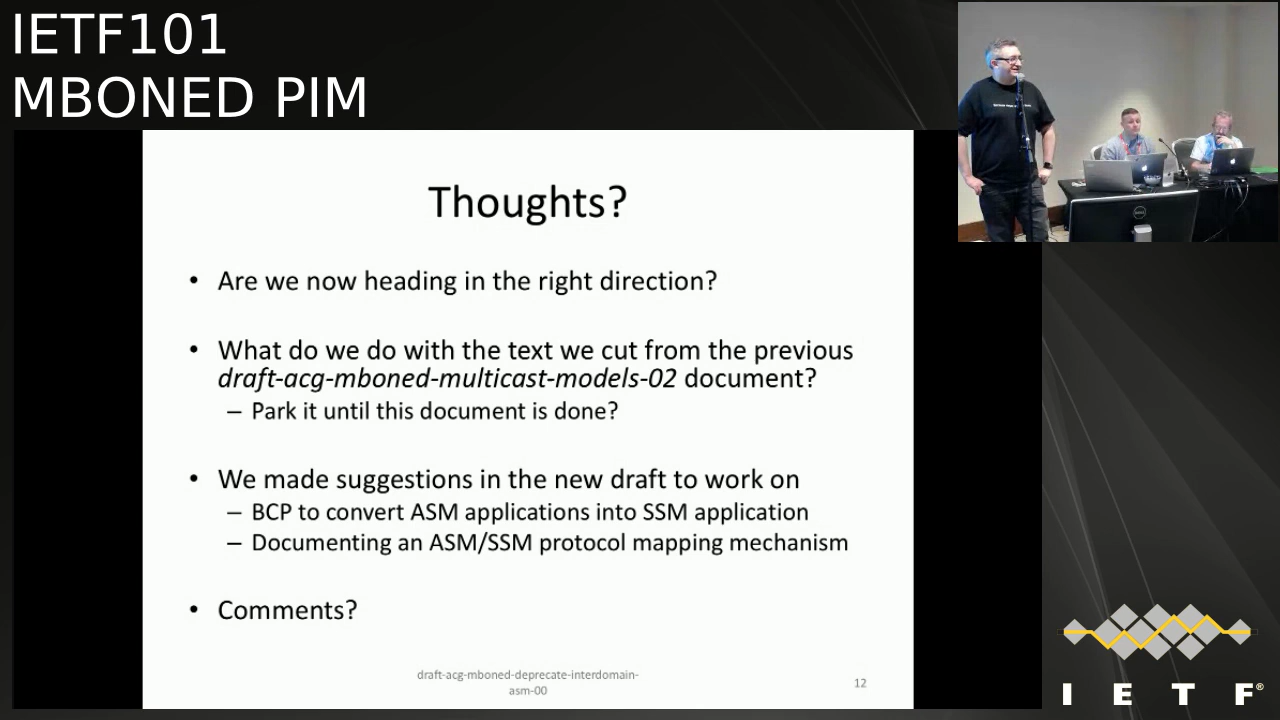 IETF101
MBONED PIM
Thoughts?
• Are we now heading in the right direction?
• What do we do with the text we cut from the previous
draft-acg-mboned-multicast-models-02 document?
– Park it until this document is done?
• We made suggestions in the new draft to work on
– BCP to convert ASM applications into SSM application
– Documenting an ASM/SSM protocol mapping mechanism
• Comments?
draft-acg-mboned-deprecate-interdomain-
asm-00
12
I E T F®